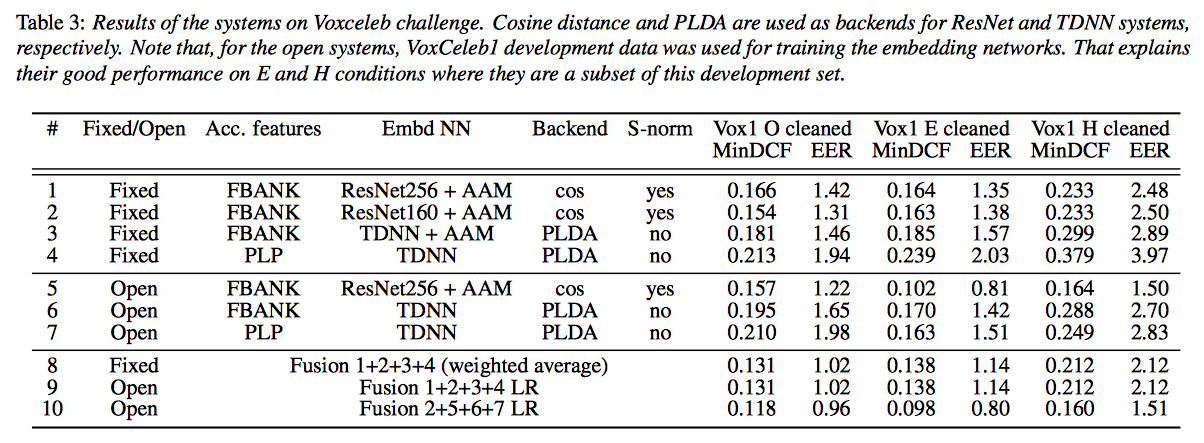 Table 3: Results of the systems on Voxceleb challenge. Cosine distance and PLDA are used as backends for ResNet and TDNN systems,
respectively. Note that, for the open systems, VoxCeleb1 development data was used for training the embedding networks. That explains
their good performance on E and H conditions where they are a subset of this development set.
# Fixed/Open Acc. features Embd NN Backend S-norm Vox1 O cleaned Vox1 E cleaned Vox1 H cleaned
MinDCF EER MinDCF EER MinDCF EER
1 Fixed FBANK ResNet256 + AAM cos yes 0.166 1.42 0.164 1.35 0.233 2.48
2 Fixed FBANK ResNet160 + AAM cos yes 0.154 1.31 0.163 1.38 0.233 2.50
3 Fixed FBANK TDNN + AAM PLDA no 0.181 1.46 0.185 1.57 0.299 2.89
4 Fixed PLP TDNN PLDA no 0.213 1.94 0.239 2.03 0.379 3.97
5 Open FBANK ResNet256 + AAM cos yes 0.157 1.22 0.102 0.81 0.164 1.50
6 Open FBANK TDNN PLDA no 0.195 1.65 0.170 1.42 0.288 2.70
7 Open PLP TDNN PLDA no 0.210 1.98 0.163 1.51 0.249 2.83
8 Fixed Fusion 1+2+3+4 (weighted average) 0.131 1.02 0.138 1.14 0.212 2.12
9 Open Fusion 1+2+3+4 LR 0.131 1.02 0.138 1.14 0.212 2.12
10 Open Fusion 2+5+6+7 LR 0.118 0.96 0.098 0.80 0.160 1.51